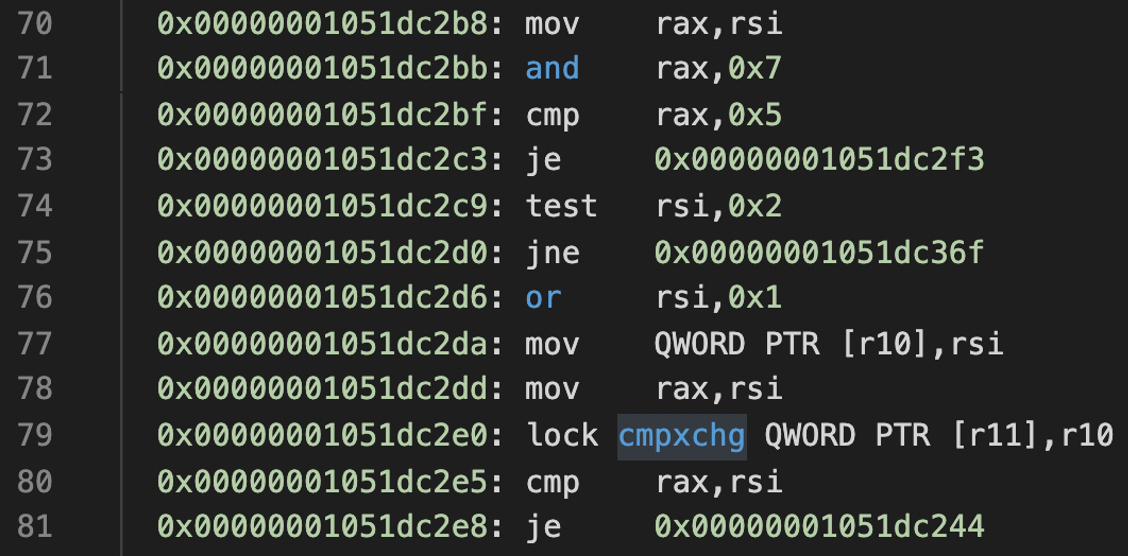 70 0x00000001051dc2b8: mov rax,rsi
71 0x00000001051dc2bb: and rax,0x7
72 0x00000001051dc2bf: cmp rax,0x5
73 0x00000001051dc2c3: je 0x00000001051dc2f3
74 0x00000001051dc2c9: test rsi,0x2
75 0x00000001051dc2d0: jne 0x00000001051dc36f
76 0x00000001051dc2d6: or rsi,0x1
77 0x00000001051dc2da: mov QWORD PTR [r10],rsi
78 0x00000001051dc2dd: mov rax,rsi
79 0x00000001051dc2e0: lock cmpxchg QWORD PTR [r11],r10
80 0x00000001051dc2e5: cmp rax,rsi
81 0x00000001051dc2e8: je 0x00000001051dc244